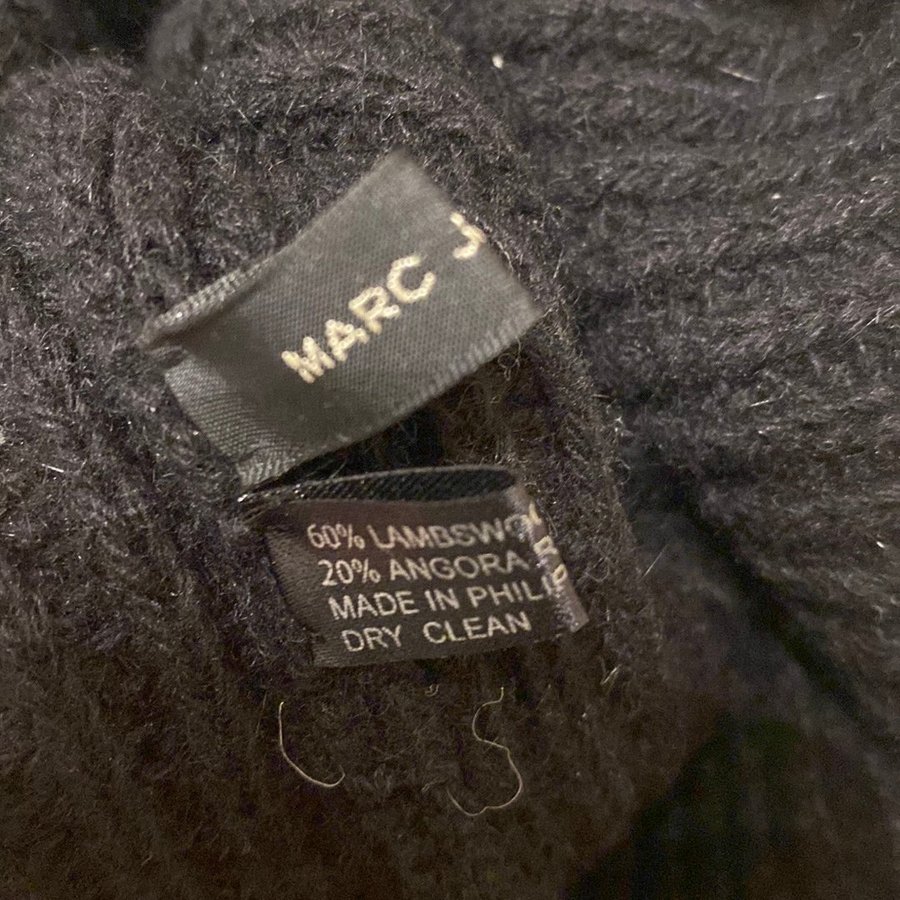 MARC J
60% LAMBSWO
20% ANGORA
MADE IN PHILI
DRY CLEAN